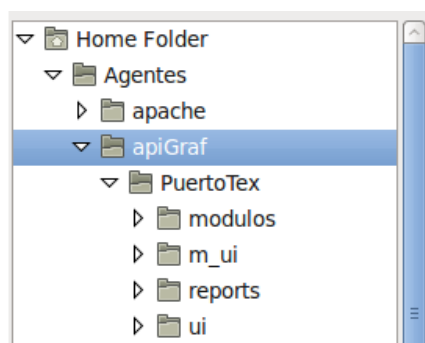 Home Folder
Agentes
apache
apiGraf
PuertoTex
modulos
m_ui
reports
ui